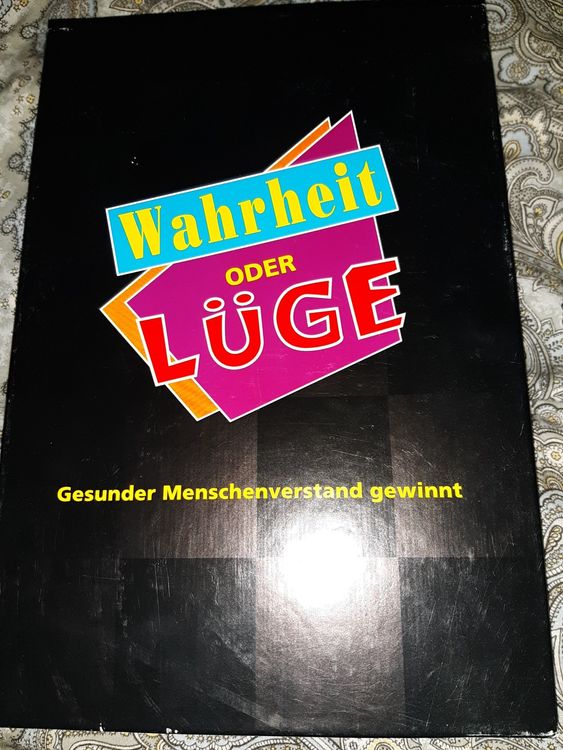 Wahrheit
ODER
LÜGE
Gesunder Menschenverstand gewinnt